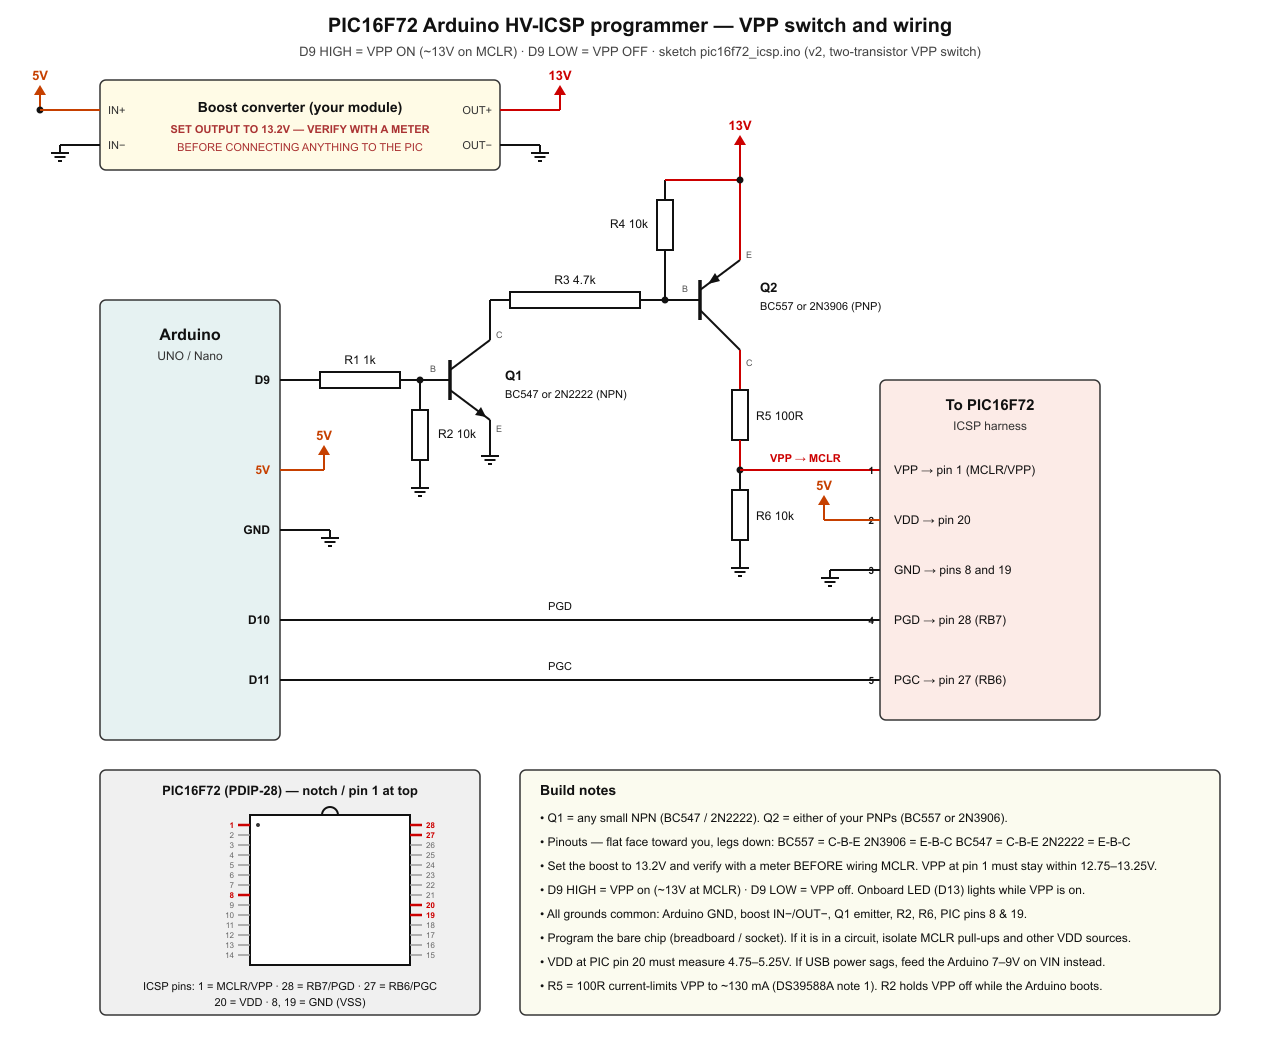 PIC16F72 Arduino HV-ICSP programmer — VPP switch and wiring
D9 HIGH = VPP ON (~13V on MCLR) · D9 LOW = VPP OFF · sketch pic16f72_icsp.ino (v2, two-transistor VPP switch)
5V
13V
IN+
Boost converter (your module)
OUT+
SET OUTPUT TO 13.2V — VERIFY WITH A METER
IN−
BEFORE CONNECTING ANYTHING TO THE PIC
OUT−
13V
R4 10k
E
R3 4.7k
B
Q2
BC557 or 2N3906 (PNP)
C
C
Arduino
UNO / Nano
D9
R1 1k
B
Q1
BC547 or 2N2222 (NPN)
R2 10k
E
5V
5V
GND
D10
D11
R5 100R
VPP → MCLR
5V
R6 10k
PGD
PGC
To PIC16F72
ICSP harness
1
VPP → pin 1 (MCLR/VPP)
2
VDD → pin 20
3
GND → pins 8 and 19
4
PGD → pin 28 (RB7)
5
PGC → pin 27 (RB6)
PIC16F72 (PDIP-28) — notch / pin 1 at top
1 28
2 27
3 26
4 25
5 24
6 23
7 22
8 21
9 20
10 19
11 18
12 17
13 16
14 15
ICSP pins: 1 = MCLR/VPP · 28 = RB7/PGD · 27 = RB6/PGC
20 = VDD · 8, 19 = GND (VSS)
Build notes
• Q1 = any small NPN (BC547 / 2N2222). Q2 = either of your PNPs (BC557 or 2N3906).
• Pinouts — flat face toward you, legs down: BC557 = C-B-E 2N3906 = E-B-C BC547 = C-B-E 2N2222 = E-B-C
• Set the boost to 13.2V and verify with a meter BEFORE wiring MCLR. VPP at pin 1 must stay within 12.75–13.25V.
• D9 HIGH = VPP on (~13V at MCLR) · D9 LOW = VPP off. Onboard LED (D13) lights while VPP is on.
• All grounds common: Arduino GND, boost IN−/OUT−, Q1 emitter, R2, R6, PIC pins 8 & 19.
• Program the bare chip (breadboard / socket). If it is in a circuit, isolate MCLR pull-ups and other VDD sources.
• VDD at PIC pin 20 must measure 4.75–5.25V. If USB power sags, feed the Arduino 7–9V on VIN instead.
• R5 = 100R current-limits VPP to ~130 mA (DS39588A note 1). R2 holds VPP off while the Arduino boots.